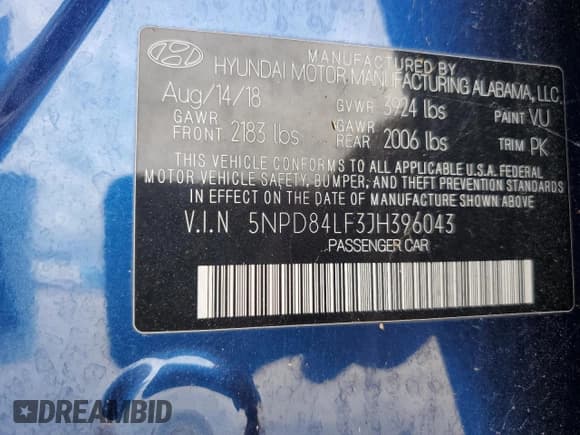 MANUFACTURED BY
HYUNDAI MOTOR MANUFACTURING ALABAMA, LLC.
Aug/14/18 GVWR 3924 lbs PAINT VU
GAWR FRONT 2183 lbs GAWR REAR 2006 lbs TRIM PK
THIS VEHICLE CONFORMS TO ALL APPLICABLE U.S.A. FEDERAL
MOTOR VEHICLE SAFETY, BUMPER, AND THEFT PREVENTION STANDARDS
IN EFFECT ON THE DATE OF MANUFACTURE SHOWN ABOVE.
V.I.N 5NPD84LF3JH396043
PASSENGER CAR
DREAMBID